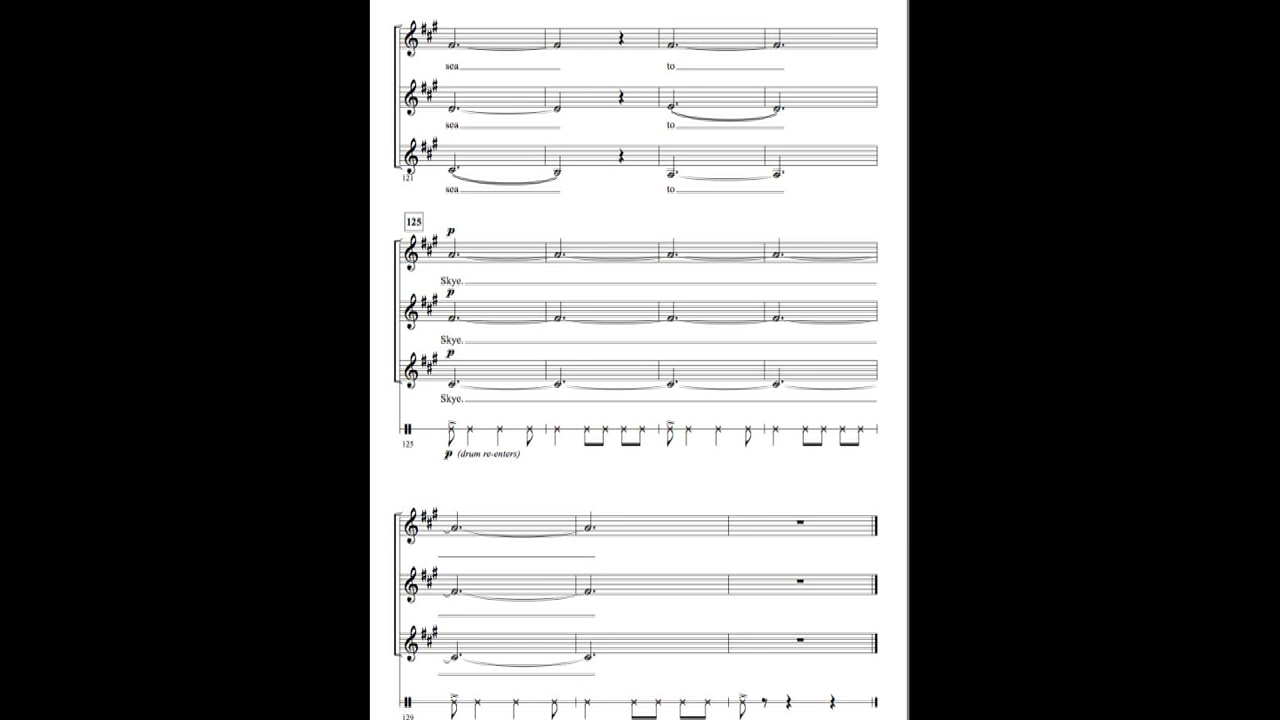 sea to
sea to
121
sea to
125
p
Skye.
p
Skye.
p
Skye.
125
p (drum re-enters)
129